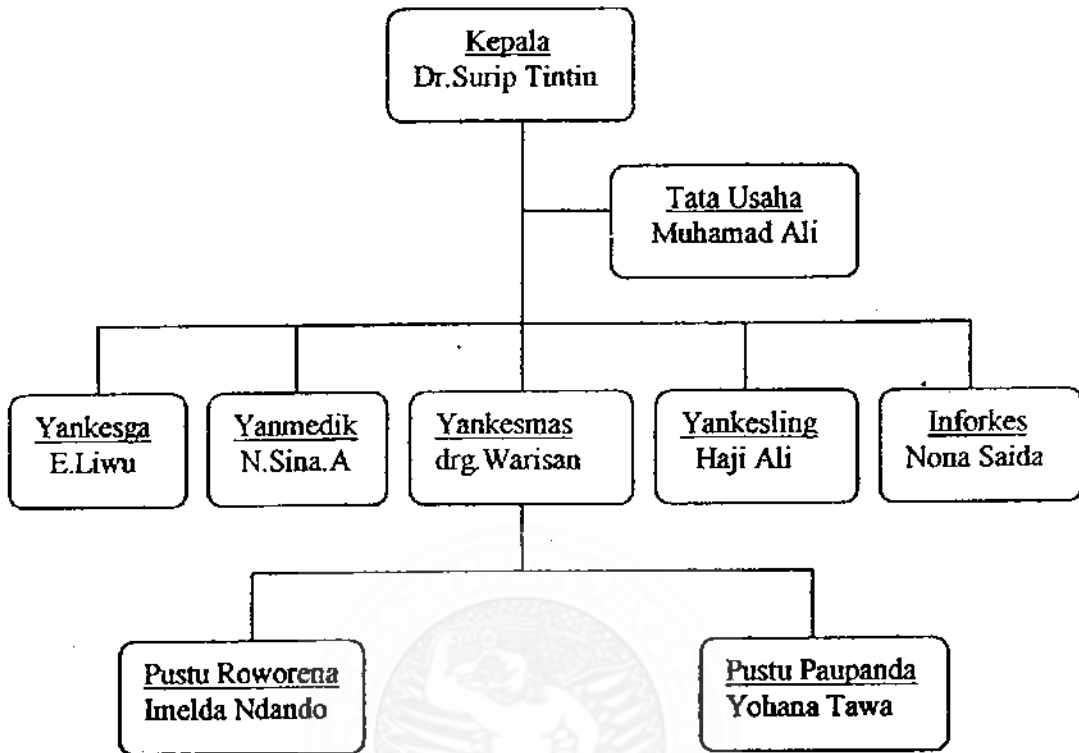 Kepala
Dr.Surip Tintin
Tata Usaha
Muhamad Ali
Yankesga
E.Liwu
Yanmedik
N.Sina.A
Yankesmas
drg.Warisan
Yankesling
Haji Ali
Inforkes
Nona Saida
Pustu Roworena
Imelda Ndando
Pustu Paupanda
Yohana Tawa